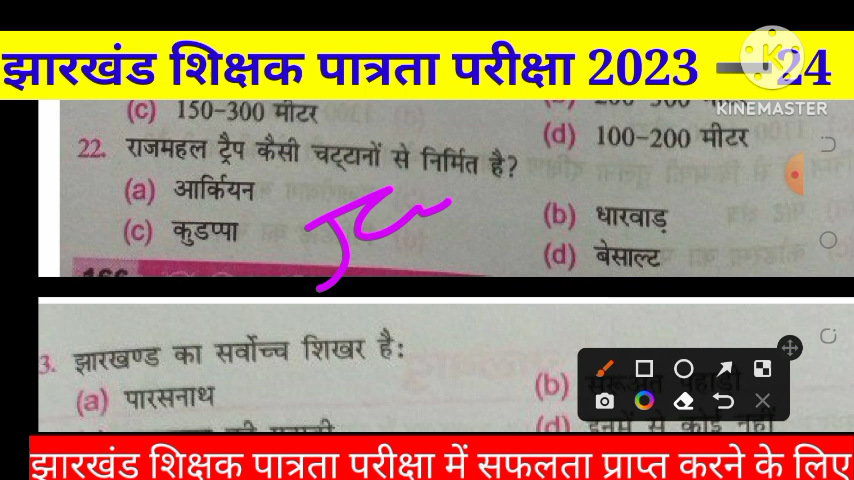 झारखंड शिक्षक पात्रता परीक्षा 2023 — 24
KINEMASTER
(c) 150-300 मीटर
(d) 100-200 मीटर
22. राजमहल ट्रैप कैसी चट्टानों से निर्मित है?
(a) आर्कियन
(b) धारवाड़
(c) कुडप्पा
(d) बेसाल्ट
3. झारखण्ड का सर्वोच्च शिखर है:
(a) पारसनाथ
(b)
(d) इनमें से कोई नहीं
झारखंड शिक्षक पात्रता परीक्षा में सफलता प्राप्त करने के लिए